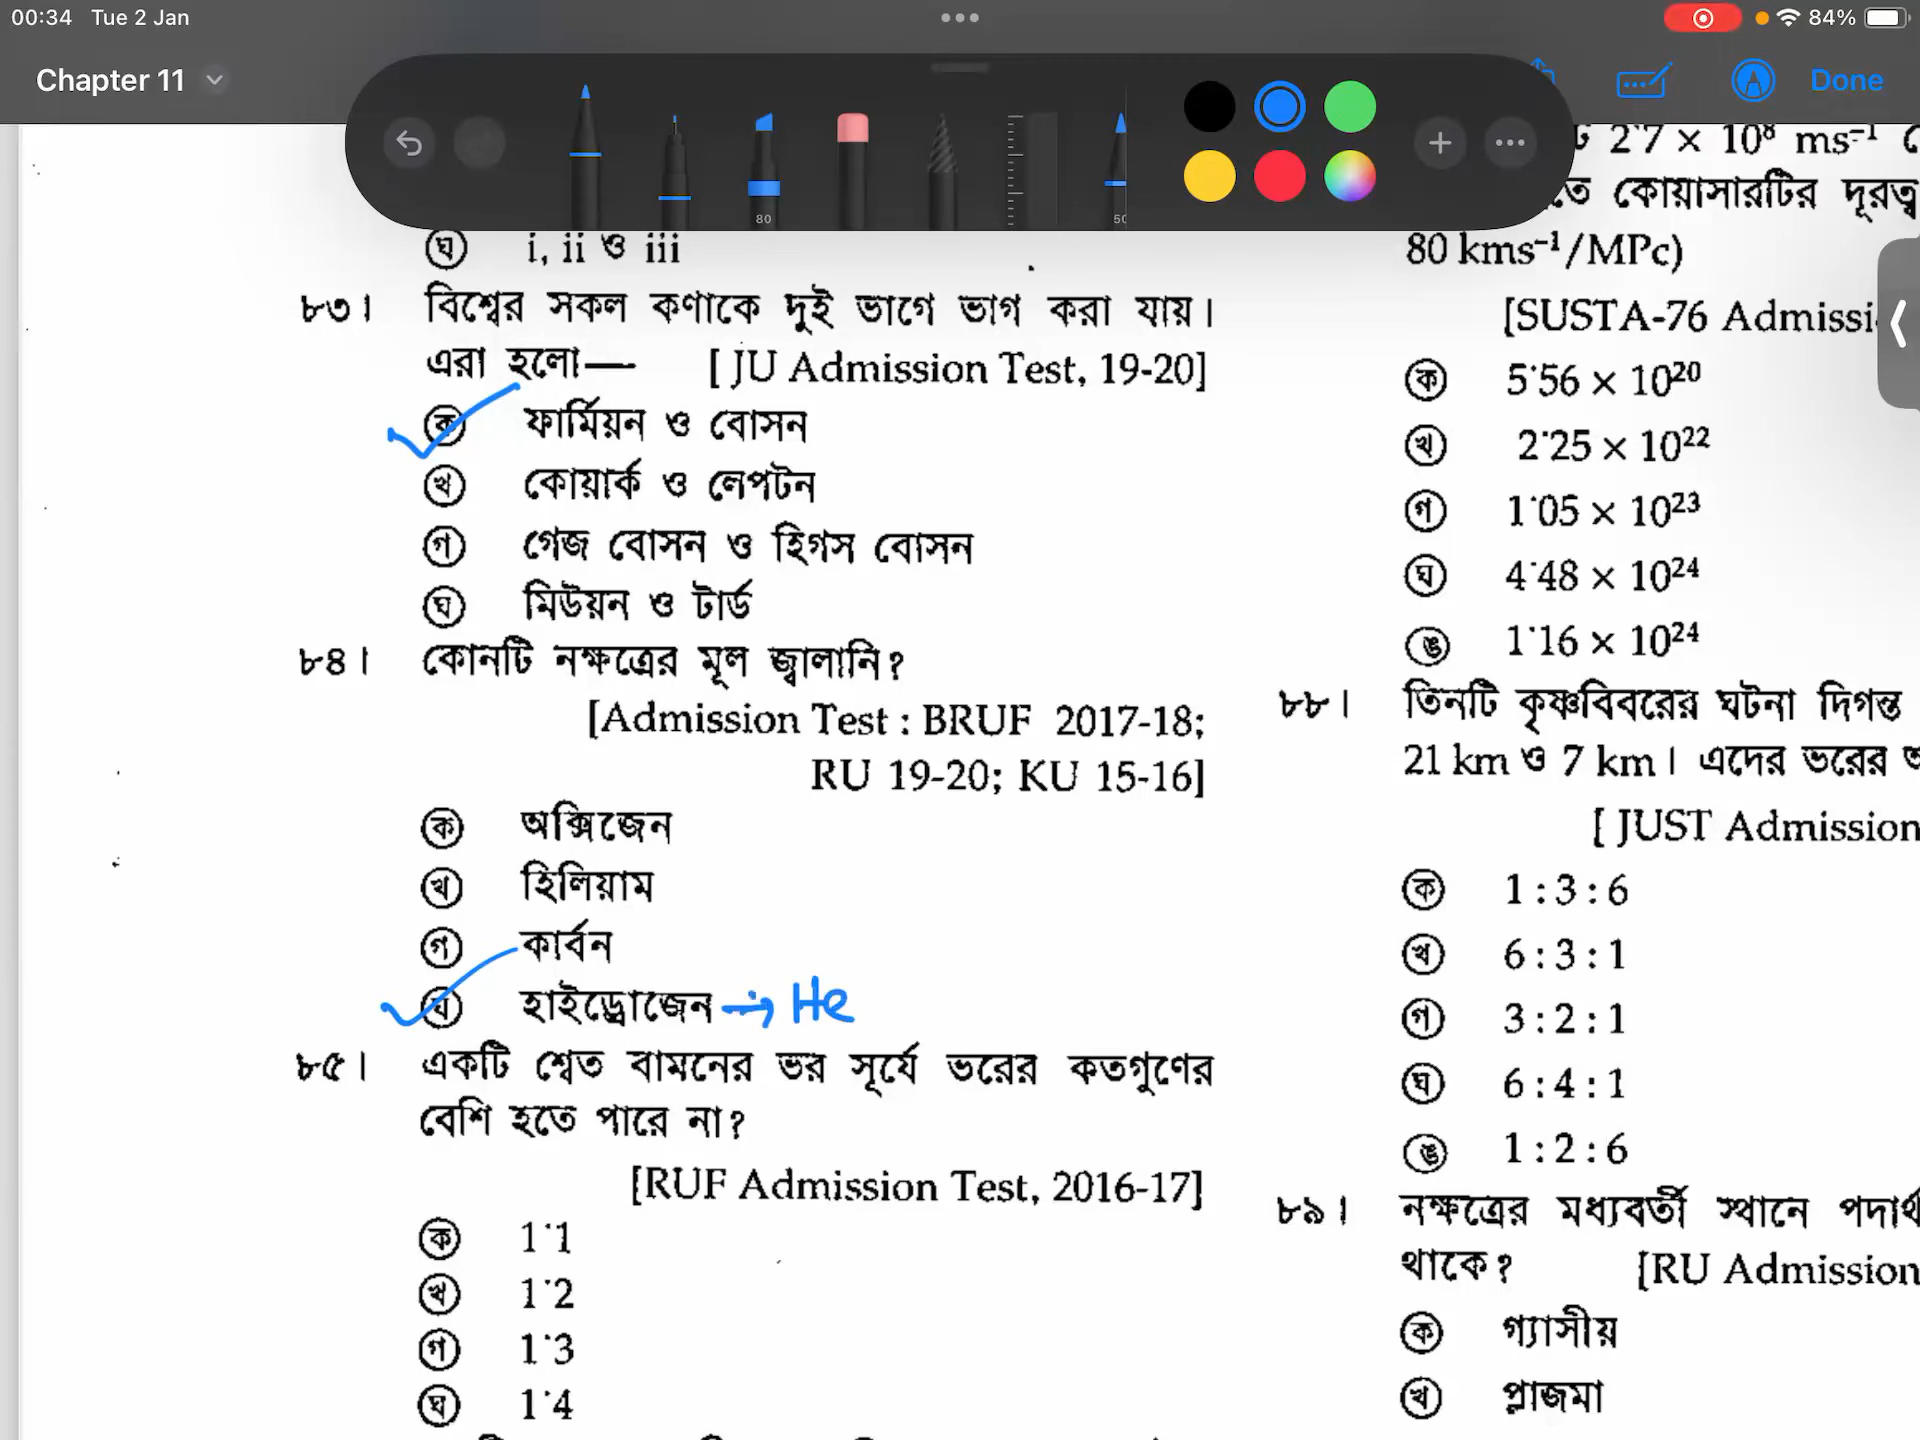 00:34 Tue 2 Jan
84%
Chapter 11
Done
80
50
ঘ i, ii ও iii
৮৩। বিশ্বের সকল কণাকে দুই ভাগে ভাগ করা যায়।
এরা হলো— [ JU Admission Test, 19-20]
ক ফার্মিয়ন ও বোসন
খ কোয়ার্ক ও লেপটন
গ গেজ বোসন ও হিগস বোসন
ঘ মিউয়ন ও টার্ড
৮৪। কোনটি নক্ষত্রের মূল জ্বালানি?
[Admission Test : BRUF 2017-18;
RU 19-20; KU 15-16]
ক অক্সিজেন
খ হিলিয়াম
গ কার্বন
ঘ হাইড্রোজেন → He
৮৫। একটি শ্বেত বামনের ভর সূর্যে ভরের কতগুণের
বেশি হতে পারে না?
[RUF Admission Test, 2016-17]
ক 1˙1
খ 1˙2
গ 1˙3
ঘ 1˙4
2˙7 × 10⁸ ms⁻¹
তে কোয়াসারটির দূরত্ব
80 kms⁻¹/MPc)
[SUSTA-76 Admissi
ক 5˙56 × 10²⁰
খ 2˙25 × 10²²
গ 1˙05 × 10²³
ঘ 4˙48 × 10²⁴
ঙ 1˙16 × 10²⁴
৮৮। তিনটি কৃষ্ণবিবরের ঘটনা দিগন্ত
21 km ও 7 km। এদের ভরের
[ JUST Admission
ক 1 : 3 : 6
খ 6 : 3 : 1
গ 3 : 2 : 1
ঘ 6 : 4 : 1
ঙ 1 : 2 : 6
৮৯। নক্ষত্রের মধ্যবর্তী স্থানে পদার্থ
থাকে? [RU Admission
ক গ্যাসীয়
খ প্লাজমা